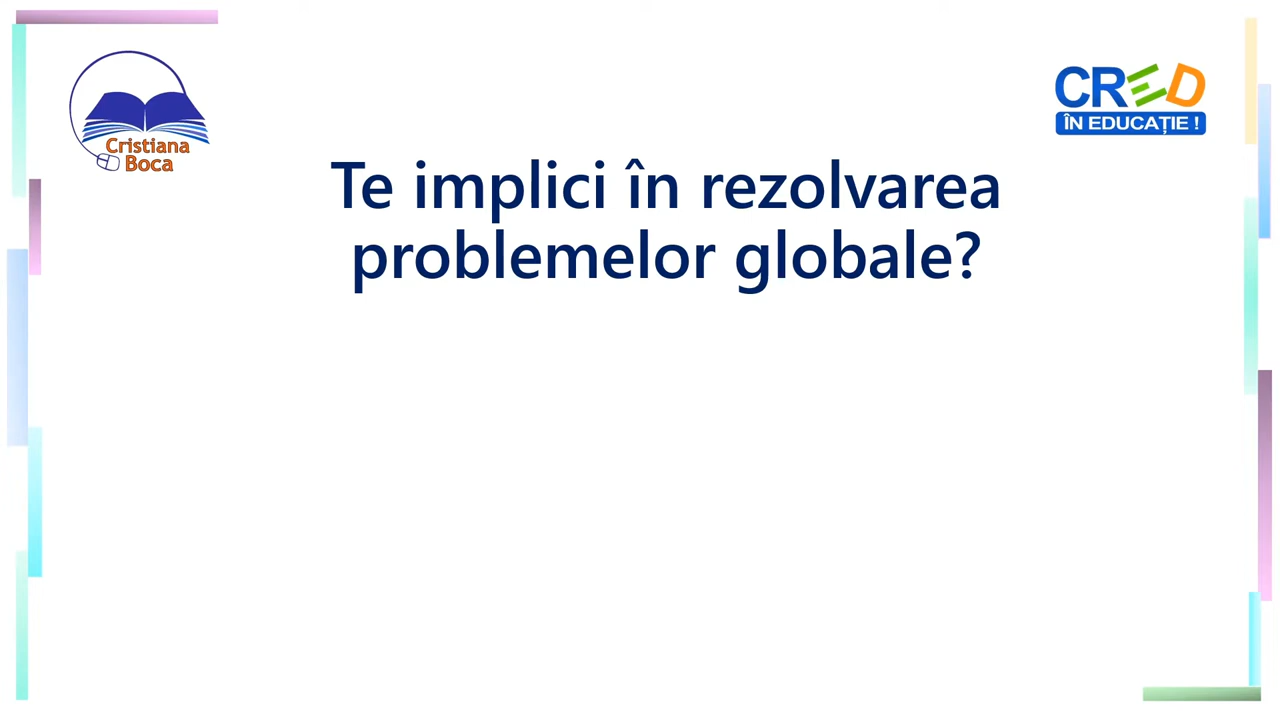 Cristiana
Boca
CRED
ÎN EDUCAȚIE !
Te implici în rezolvarea
problemelor globale?